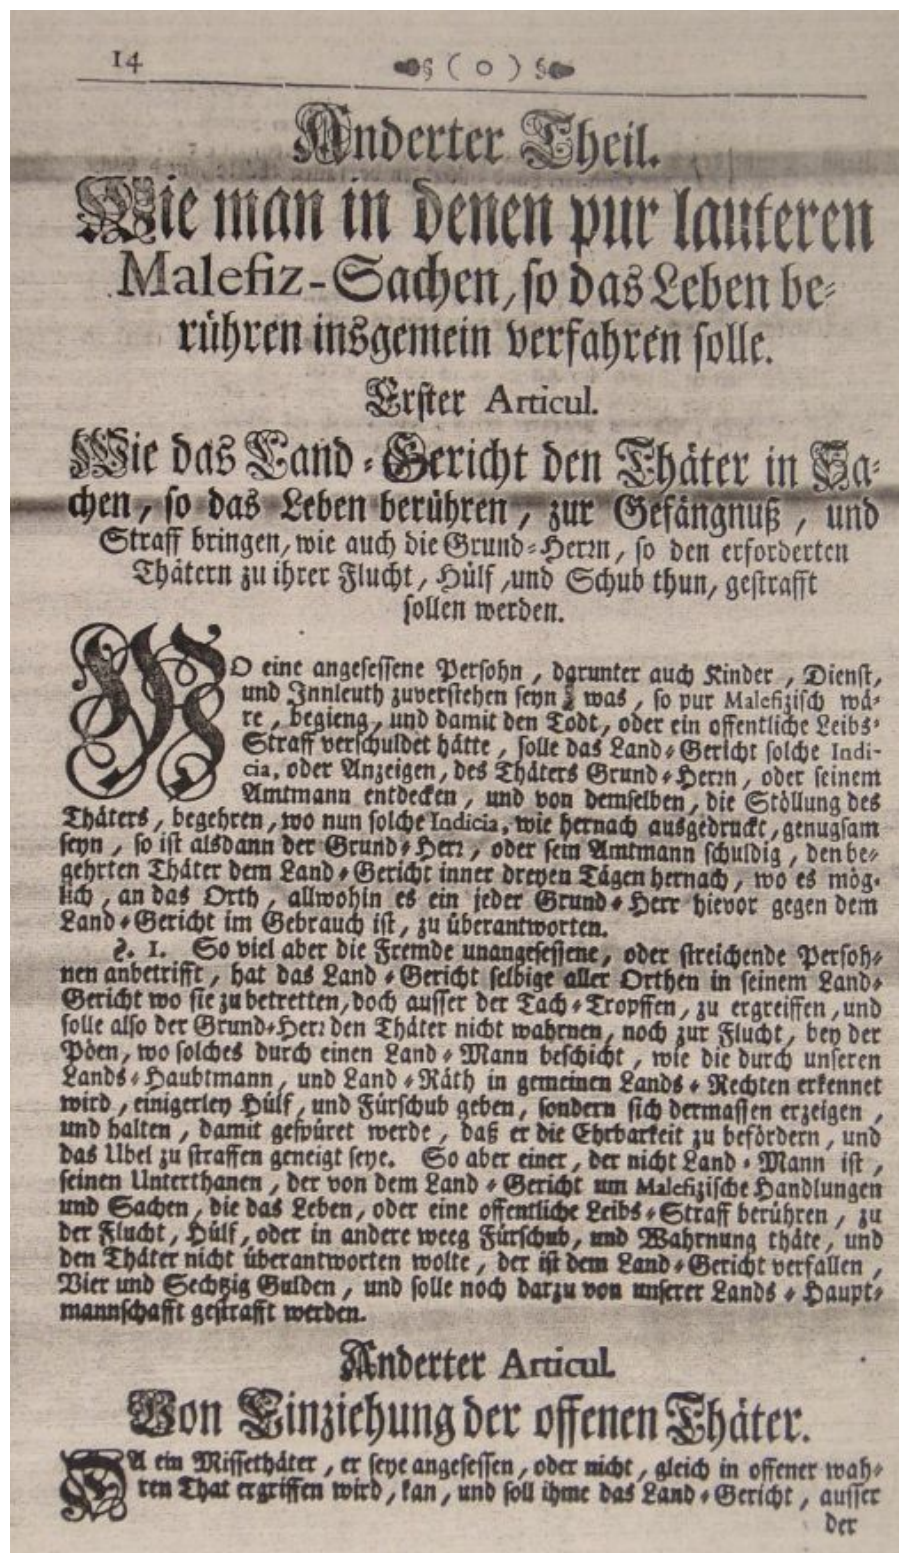 14 §( o )§
Anderter Theil.
Wie man in denen pur lauteren
Malefiz-Sachen, so das Leben be-
rühren insgemein verfahren solle.
Erster Articul.
Wie das Land-Gericht den Thäter in Sa-
chen, so das Leben berühren, zur Gefängnuß, und
Straff bringen, wie auch die Grund-Herrn, so den erforderten
Thätern zu ihrer Flucht, Hülf, und Schub thun, gestrafft
sollen werden.
WO eine angesessene Persohn, darunter auch Kinder, Dienst,
und Innleuth zuverstehen seyn, was, so pur Malefizisch wä-
re, begieng, und damit den Todt, oder ein offentliche Leibs-
Straff verschuldet hätte, solle das Land-Gericht solche Indi-
cia, oder Anzeigen, des Thäters Grund-Herrn, oder seinem
Amtmann entdecken, und von demselben, die Stöllung des
Thäters, begehren, wo nun solche Indicia, wie hernach ausgedruckt, genugsam
seyn, so ist alsdann der Grund-Herr, oder sein Amtmann schuldig, den be-
gehrten Thäter dem Land-Gericht inner dreyen Tägen hernach, wo es mög-
lich, an das Orth, allwohin es ein jeder Grund-Herr hievor gegen dem
Land-Gericht im Gebrauch ist, zu überantworten.
§. 1. So viel aber die Fremde unangesessene, oder streichende Persoh-
nen anbetrifft, hat das Land-Gericht selbige aller Orthen in seinem Land-
Gericht wo sie zu betretten, doch ausser der Tach-Tropffen, zu ergreiffen, und
solle also der Grund-Herr den Thäter nicht wahrnen, noch zur Flucht, bey der
Pöen, wo solches durch einen Land-Mann beschicht, wie die durch unseren
Lands-Haubtmann, und Land-Räth in gemeinen Lands-Rechten erkennet
wird, einigerley Hülf, und Fürschub geben, sondern sich dermassen erzeigen,
und halten, damit gespüret werde, daß er die Ehrbarkeit zu befördern, und
das Ubel zu straffen geneigt seye. So aber einer, der nicht Land-Mann ist,
seinen Unterthanen, der von dem Land-Gericht um Malefizische Handlungen
und Sachen, die das Leben, oder eine offentliche Leibs-Straff berühren, zu
der Flucht, Hülf, oder in andere weeg Fürschub, und Wahrnung thäte, und
den Thäter nicht überantworten wolte, der ist dem Land-Gericht verfallen,
Vier und Sechtzig Gulden, und solle noch darzu von unserer Lands-Haupt-
mannschafft gestrafft werden.
Anderter Articul.
Von Einziehung der offenen Thäter.
DA ein Missethäter, er seye angesessen, oder nicht, gleich in offener wah-
ren That ergriffen wird, kan, und soll ihme das Land-Gericht, ausser
der